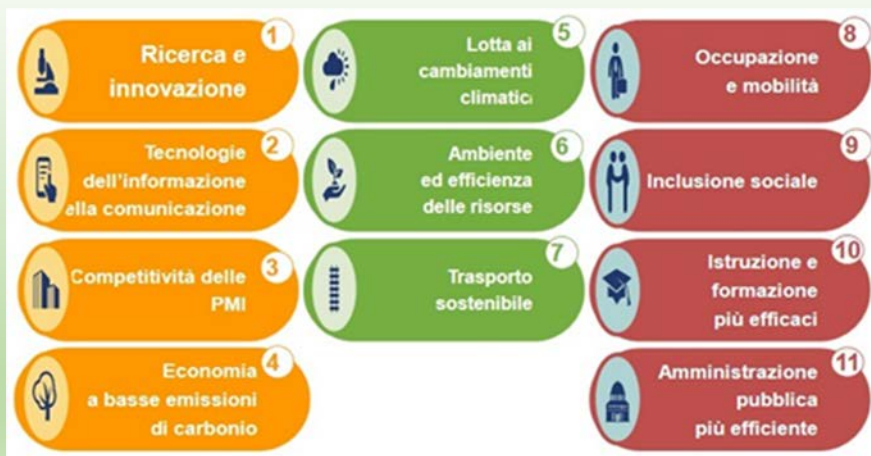 1
Ricerca e
innovazione
2
Tecnologie
dell'informazione
ella comunicazione
3
Competitività delle
PMI
4
Economia
a basse emissioni
di carbonio
5
Lotta ai
cambiamenti
climatici
6
Ambiente
ed efficienza
delle risorse
7
Trasporto
sostenibile
8
Occupazione
e mobilità
9
Inclusione sociale
10
Istruzione e
formazione
più efficaci
11
Amministrazione
pubblica
più efficiente